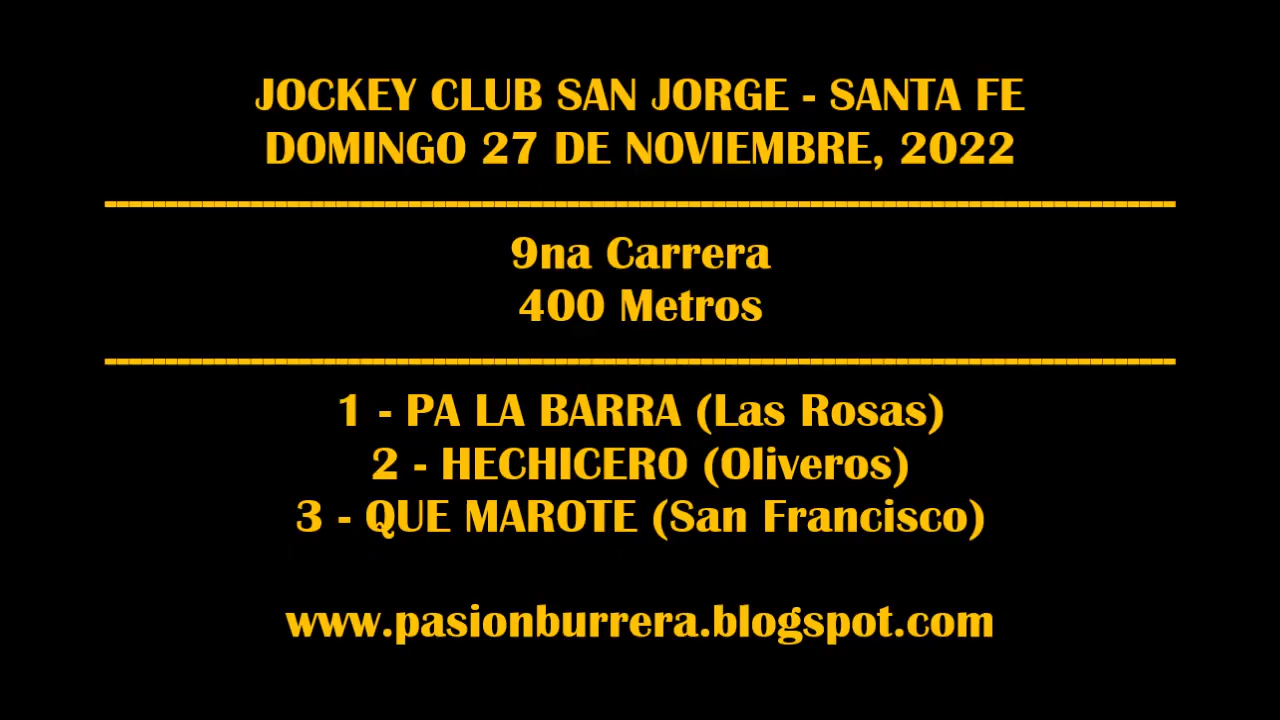 JOCKEY CLUB SAN JORGE - SANTA FE
DOMINGO 27 DE NOVIEMBRE, 2022
9na Carrera
400 Metros
1 - PA LA BARRA (Las Rosas)
2 - HECHICERO (Oliveros)
3 - QUE MAROTE (San Francisco)
www.pasionburrera.blogspot.com